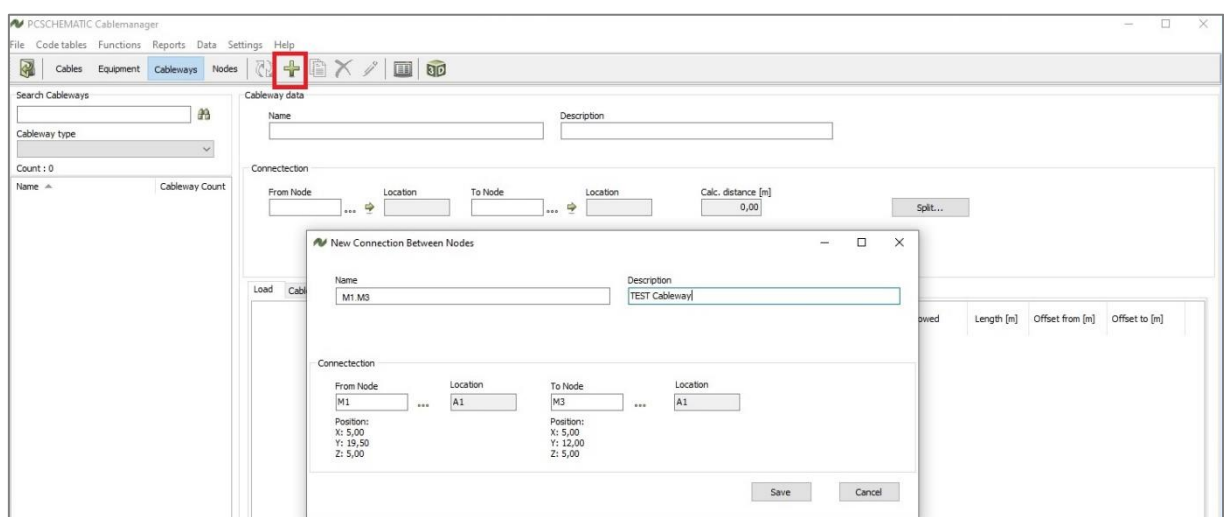 PCSCHEMATIC Cablemanager
File Code tables Functions Reports Data Settings Help
Cables Equipment Cableways Nodes 3D
Search Cableways
Cableway type
Count : 0
Name Cableway Count
Cableway data
Name Description
Connectection
From Node Location To Node Location Calc. distance [m]
... ... 0,00 Split...
New Connection Between Nodes
Name Description
M1.M3 TEST Cableway
Load
Length [m] Offset from [m] Offset to [m]
Connectection
From Node Location To Node Location
M1 ... A1 M3 ... A1
Position: Position:
X: 5,00 X: 5,00
Y: 19,50 Y: 12,00
Z: 5,00 Z: 5,00
Save Cancel